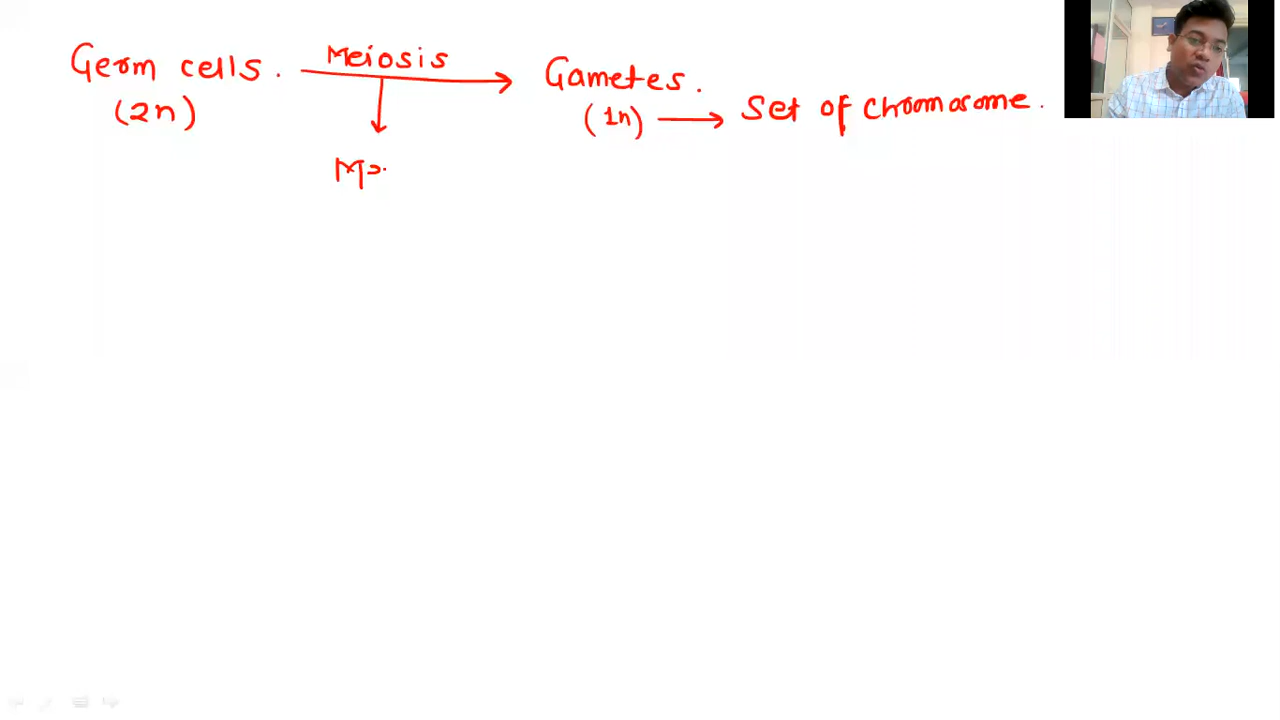 Germ cells. Meiosis Gametes.
(2n) (1n) → Set of Chromosome.